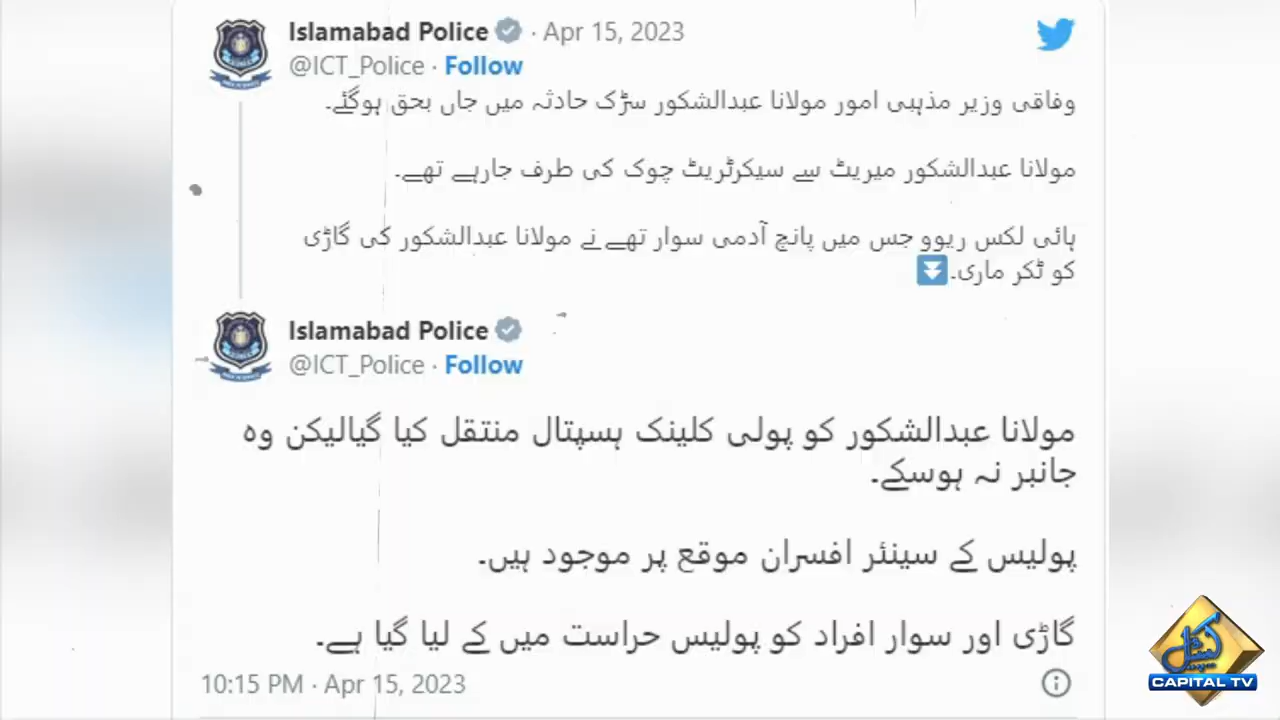 Islamabad Police · Apr 15, 2023
@ICT_Police · Follow
وفاقی وزیر مذہبی امور مولانا عبدالشکور سڑک حادثہ میں جاں بحق ہوگئے۔
مولانا عبدالشکور میریٹ سے سیکرٹریٹ چوک کی طرف جارہے تھے۔
ہائی لکس ریوو جس میں پانچ آدمی سوار تھے نے مولانا عبدالشکور کی گاڑی
کو ٹکر ماری۔
Islamabad Police
@ICT_Police · Follow
مولانا عبدالشکور کو پولی کلینک ہسپتال منتقل کیا گیالیکن وہ
جانبر نہ ہوسکے۔
پولیس کے سینئر افسران موقع پر موجود ہیں۔
گاڑی اور سوار افراد کو پولیس حراست میں کے لیا گیا ہے۔
10:15 PM · Apr 15, 2023
کیپیٹل
CAPITAL TV